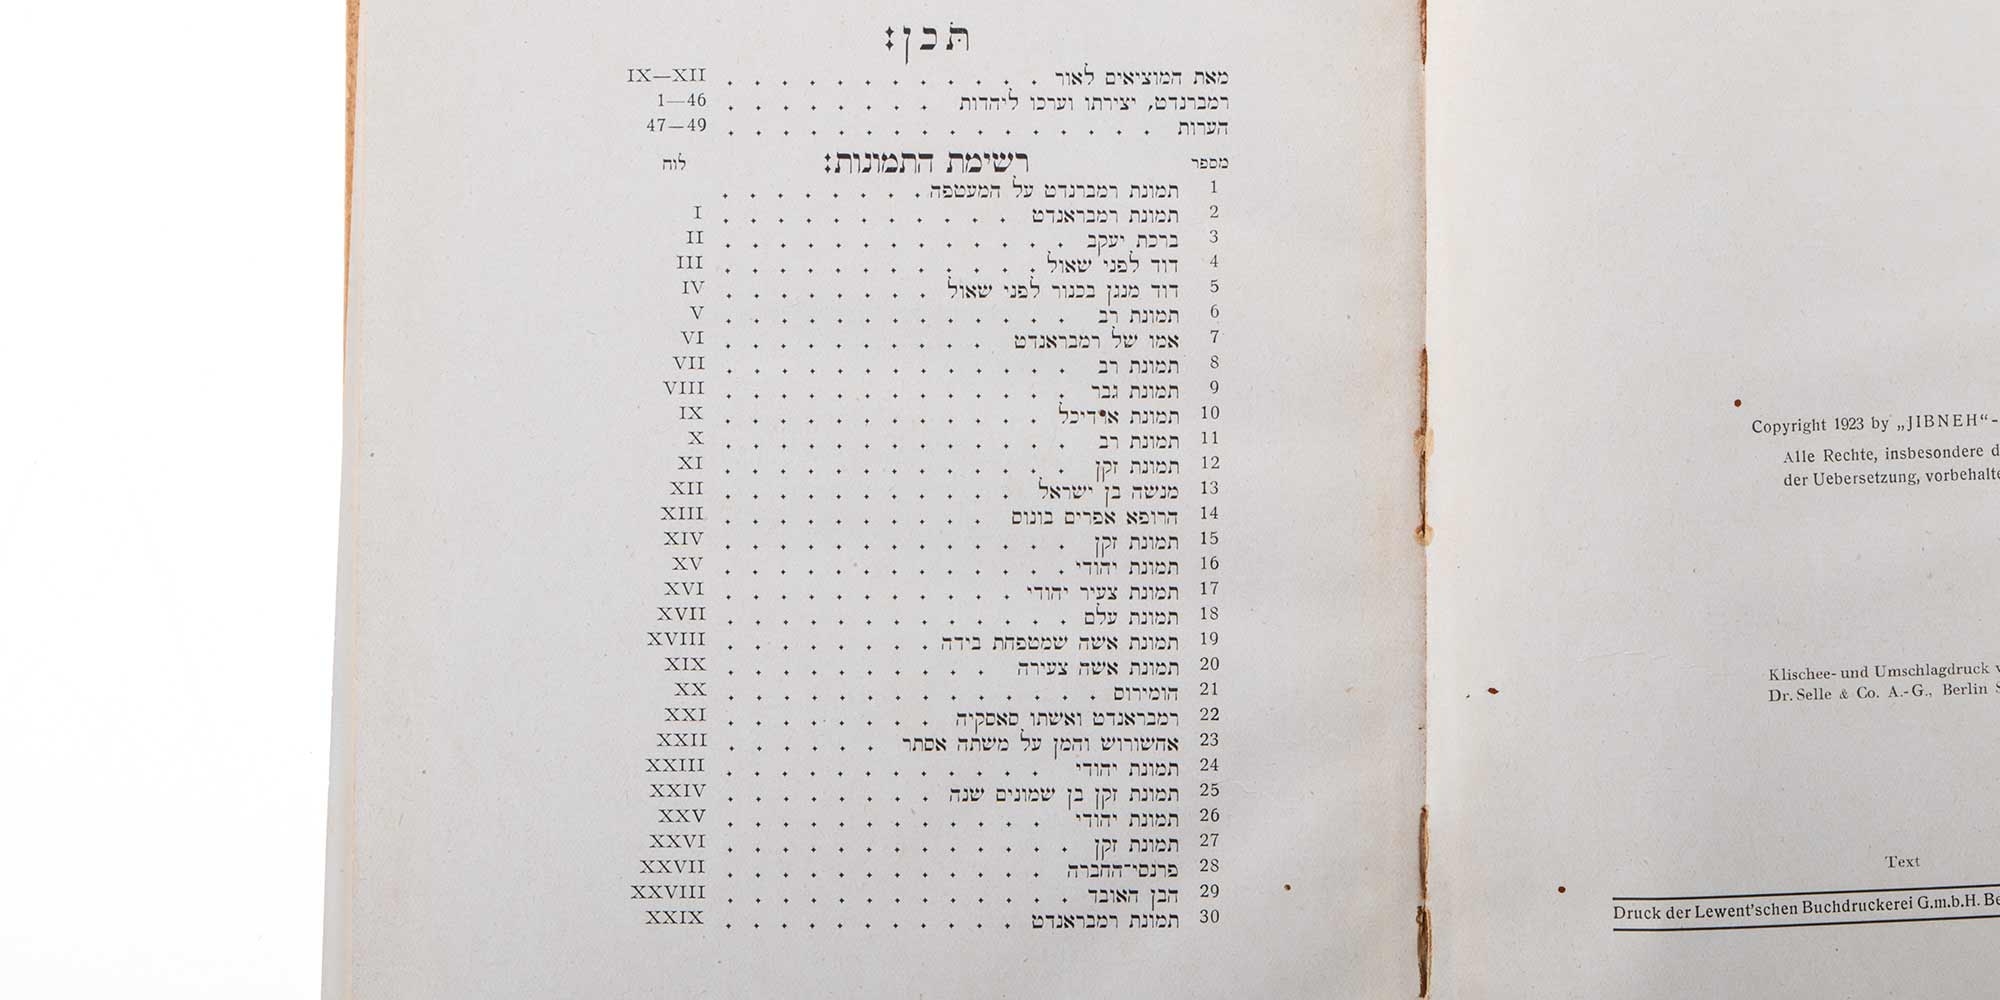 תכן:
מאת המוציאים לאור . . . . . . . . . . . . IX—XII
רמברנדט, יצירתו וערכו ליהדות . . . . . . . . . 1—46
הערות . . . . . . . . . . . . . . . . 47—49
מספר רשימת התמונות: לוח
1 תמונת רמברנדט על המעטפה . . . . . . . .
2 תמונת רמבראנדט . . . . . . . . . . . I
3 ברכת יעקב . . . . . . . . . . . . . II
4 דוד לפני שאול . . . . . . . . . . . . III
5 דוד מנגן בכנור לפני שאול . . . . . . . . IV
6 תמונת רב . . . . . . . . . . . . . V
7 אמו של רמבראנדט . . . . . . . . . . VI
8 תמונת רב . . . . . . . . . . . . . VII
9 תמונת גבר . . . . . . . . . . . . . VIII
10 תמונת ארדיכל . . . . . . . . . . . . IX
11 תמונת רב . . . . . . . . . . . . . X
12 תמונת זקן . . . . . . . . . . . . . XI
13 מנשה בן ישראל . . . . . . . . . . . XII
14 הרופא אפרים בונוס . . . . . . . . . . XIII
15 תמונת זקן . . . . . . . . . . . . . XIV
16 תמונת יהודי . . . . . . . . . . . . XV
17 תמונת צעיר יהודי . . . . . . . . . . . XVI
18 תמונת עלם . . . . . . . . . . . . . XVII
19 תמונת אשה שמטפחת בידה . . . . . . . . XVIII
20 תמונת אשה צעירה . . . . . . . . . . XIX
21 הומירוס . . . . . . . . . . . . . . XX
22 רמבראנדט ואשתו סאסקיה . . . . . . . . XXI
23 אחשורוש והמן על משתה אסתר . . . . . . XXII
24 תמונת יהודי . . . . . . . . . . . . XXIII
25 תמונת זקן בן שמונים שנה . . . . . . . . XXIV
26 תמונת יהודי . . . . . . . . . . . . XXV
27 תמונת זקן . . . . . . . . . . . . . XXVI
28 פרנסי־החברה . . . . . . . . . . . . XXVII
29 הבן האובד . . . . . . . . . . . . . XXVIII
30 תמונת רמבראנדט . . . . . . . . . . . XXIX
Copyright 1923 by „JIBNEH“-
Alle Rechte, insbesondere d
der Uebersetzung, vorbehalte
Klischee- und Umschlagdruck v
Dr. Selle & Co. A.-G., Berlin S
Text
Druck der Lewent'schen Buchdruckerei G.m.b.H. Be